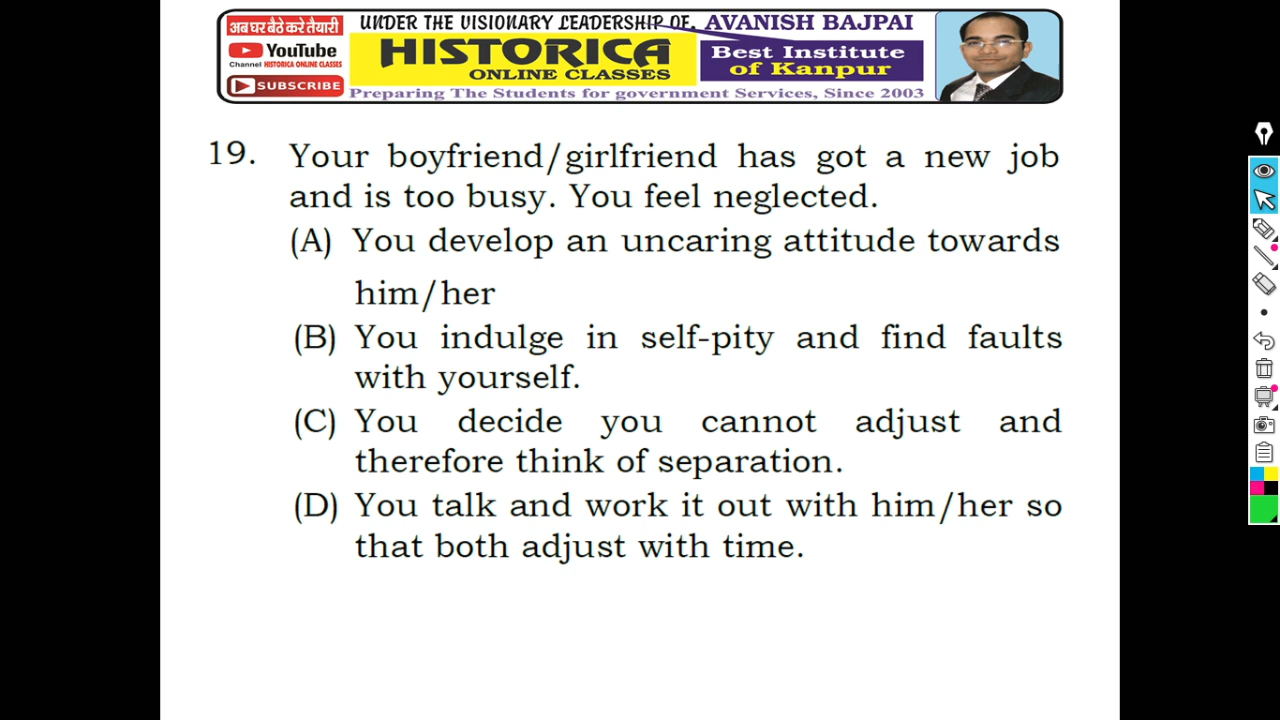 अब घर बैठे करे तैयारी
YouTube
Channel HISTORICA ONLINE CLASSES
SUBSCRIBE
UNDER THE VISIONARY LEADERSHIP OF. AVANISH BAJPAI
HISTORICA
ONLINE CLASSES
Best Institute
of Kanpur
Preparing The Students for government Services, Since 2003
19. Your boyfriend/girlfriend has got a new job
and is too busy. You feel neglected.
(A) You develop an uncaring attitude towards
him/her
(B) You indulge in self-pity and find faults
with yourself.
(C) You decide you cannot adjust and
therefore think of separation.
(D) You talk and work it out with him/her so
that both adjust with time.